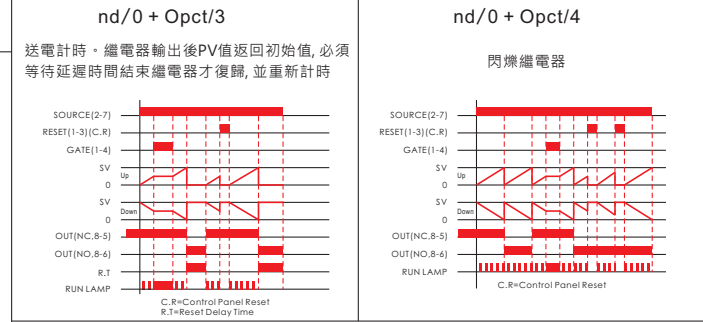 nd/0 + Opct/3
送電計時。繼電器輸出後PV值返回初始值, 必須
等待延遲時間結束繼電器才復歸, 並重新計時
SOURCE(2-7)
RESET(1-3)(C.R)
GATE(1-4)
SV
Up
0
SV
Down
0
OUT(NC,8-5)
OUT(NO,8-6)
R.T
RUN LAMP
C.R=Control Panel Reset
R.T=Reset Delay Time
nd/0 + Opct/4
閃爍繼電器
SOURCE(2-7)
RESET(1-3)(C.R)
GATE(1-4)
SV
Up
0
SV
Down
0
OUT(NC,8-5)
OUT(NO,8-6)
RUN LAMP
C.R=Control Panel Reset